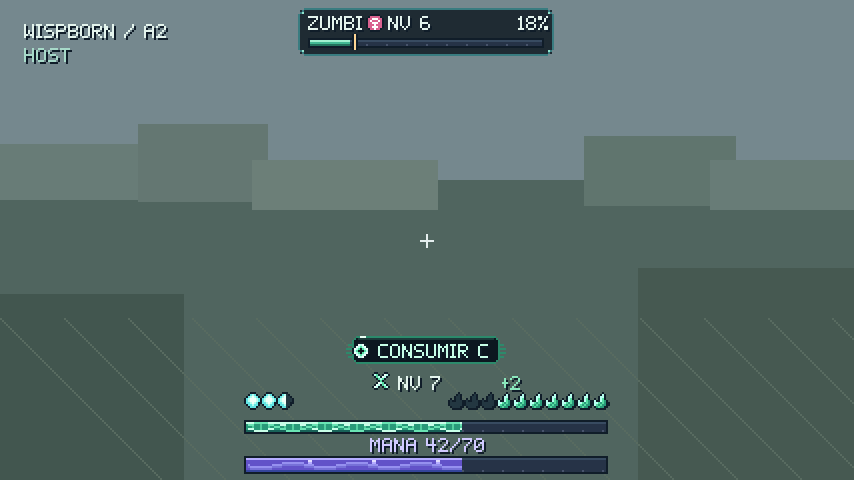 WISPBORN / A2
HOST
ZUMBI NV 6 18%
CONSUMIR C
NV 7 +2
MANA 42/70